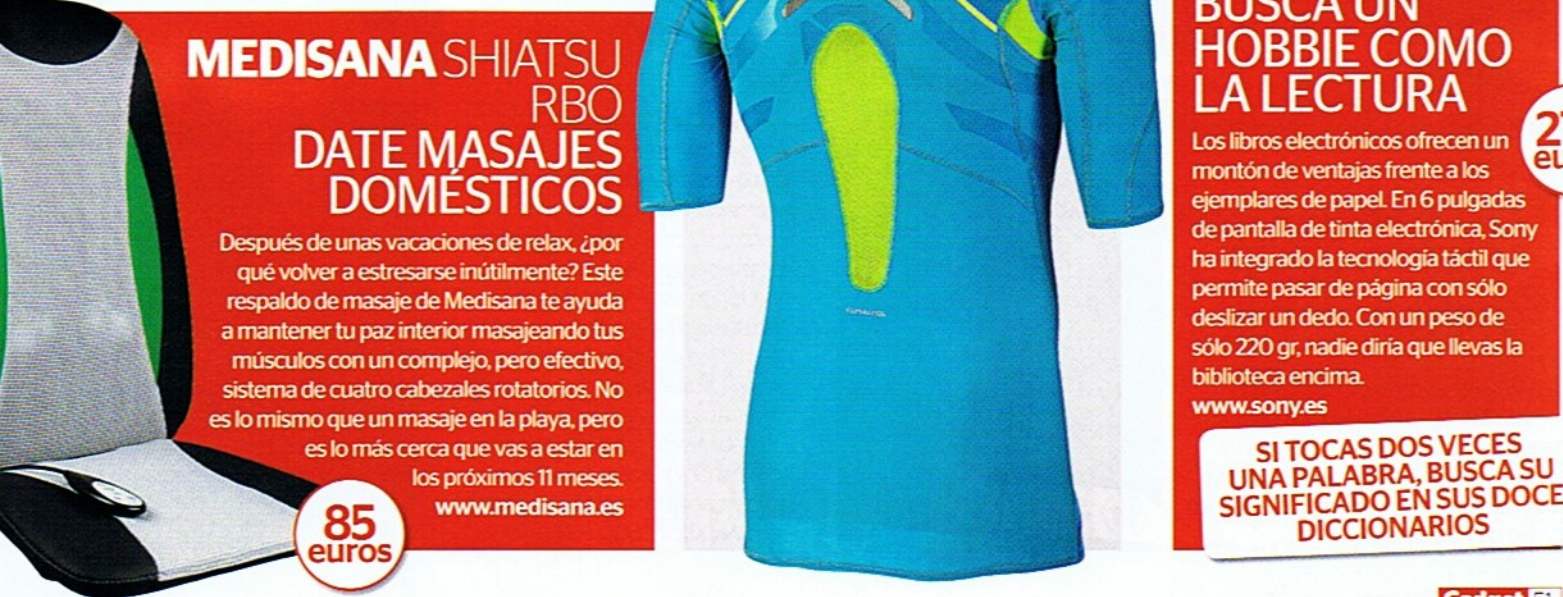 MEDISANA SHIATSU
RBO
DATE MASAJES
DOMÉSTICOS
Después de unas vacaciones de relax, ¿por
qué volver a estresarse inútilmente? Este
respaldo de masaje de Medisana te ayuda
a mantener tu paz interior masajeando tus
músculos con un complejo, pero efectivo,
sistema de cuatro cabezales rotatorios. No
es lo mismo que un masaje en la playa, pero
es lo más cerca que vas a estar en
los próximos 11 meses.
www.medisana.es
85
euros
BUSCA UN
HOBBIE COMO
LA LECTURA
Los libros electrónicos ofrecen un
montón de ventajas frente a los
ejemplares de papel. En 6 pulgadas
de pantalla de tinta electrónica, Sony
ha integrado la tecnología táctil que
permite pasar de página con sólo
deslizar un dedo. Con un peso de
sólo 220 gr, nadie diría que llevas la
biblioteca encima.
www.sony.es
SI TOCAS DOS VECES
UNA PALABRA, BUSCA SU
SIGNIFICADO EN SUS DOCE
DICCIONARIOS